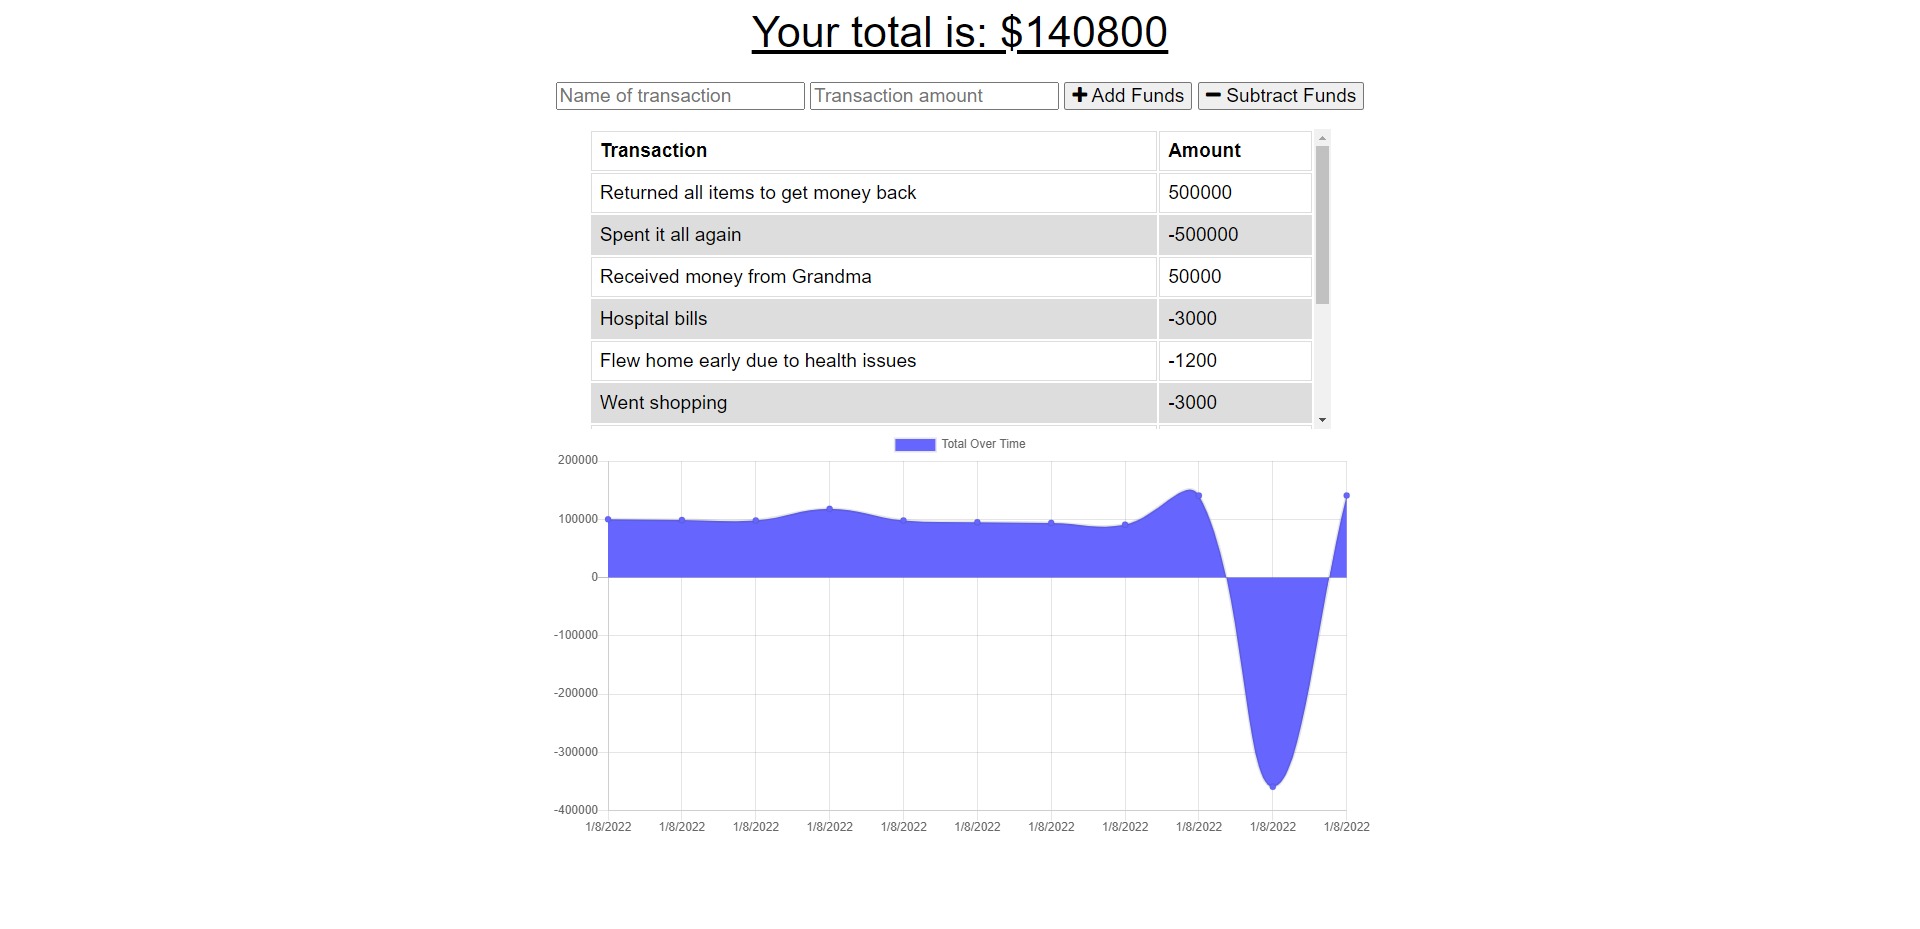 Your total is: $140800
Name of transaction Transaction amount Add Funds Subtract Funds
Transaction Amount
Returned all items to get money back 500000
Spent it all again -500000
Received money from Grandma 50000
Hospital bills -3000
Flew home early due to health issues -1200
Went shopping -3000
Total Over Time
200000
100000
0
-100000
-200000
-300000
-400000
1/8/2022 1/8/2022 1/8/2022 1/8/2022 1/8/2022 1/8/2022 1/8/2022 1/8/2022 1/8/2022 1/8/2022 1/8/2022